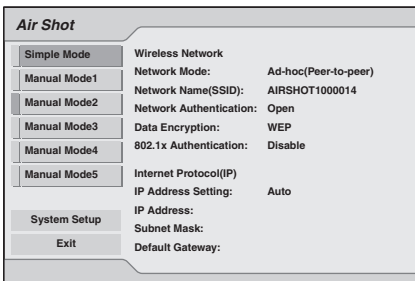 Air Shot
Simple Mode
Manual Mode1
Manual Mode2
Manual Mode3
Manual Mode4
Manual Mode5
System Setup
Exit
Wireless Network
Network Mode: Ad-hoc(Peer-to-peer)
Network Name(SSID): AIRSHOT1000014
Network Authentication: Open
Data Encryption: WEP
802.1x Authentication: Disable
Internet Protocol(IP)
IP Address Setting: Auto
IP Address:
Subnet Mask:
Default Gateway: